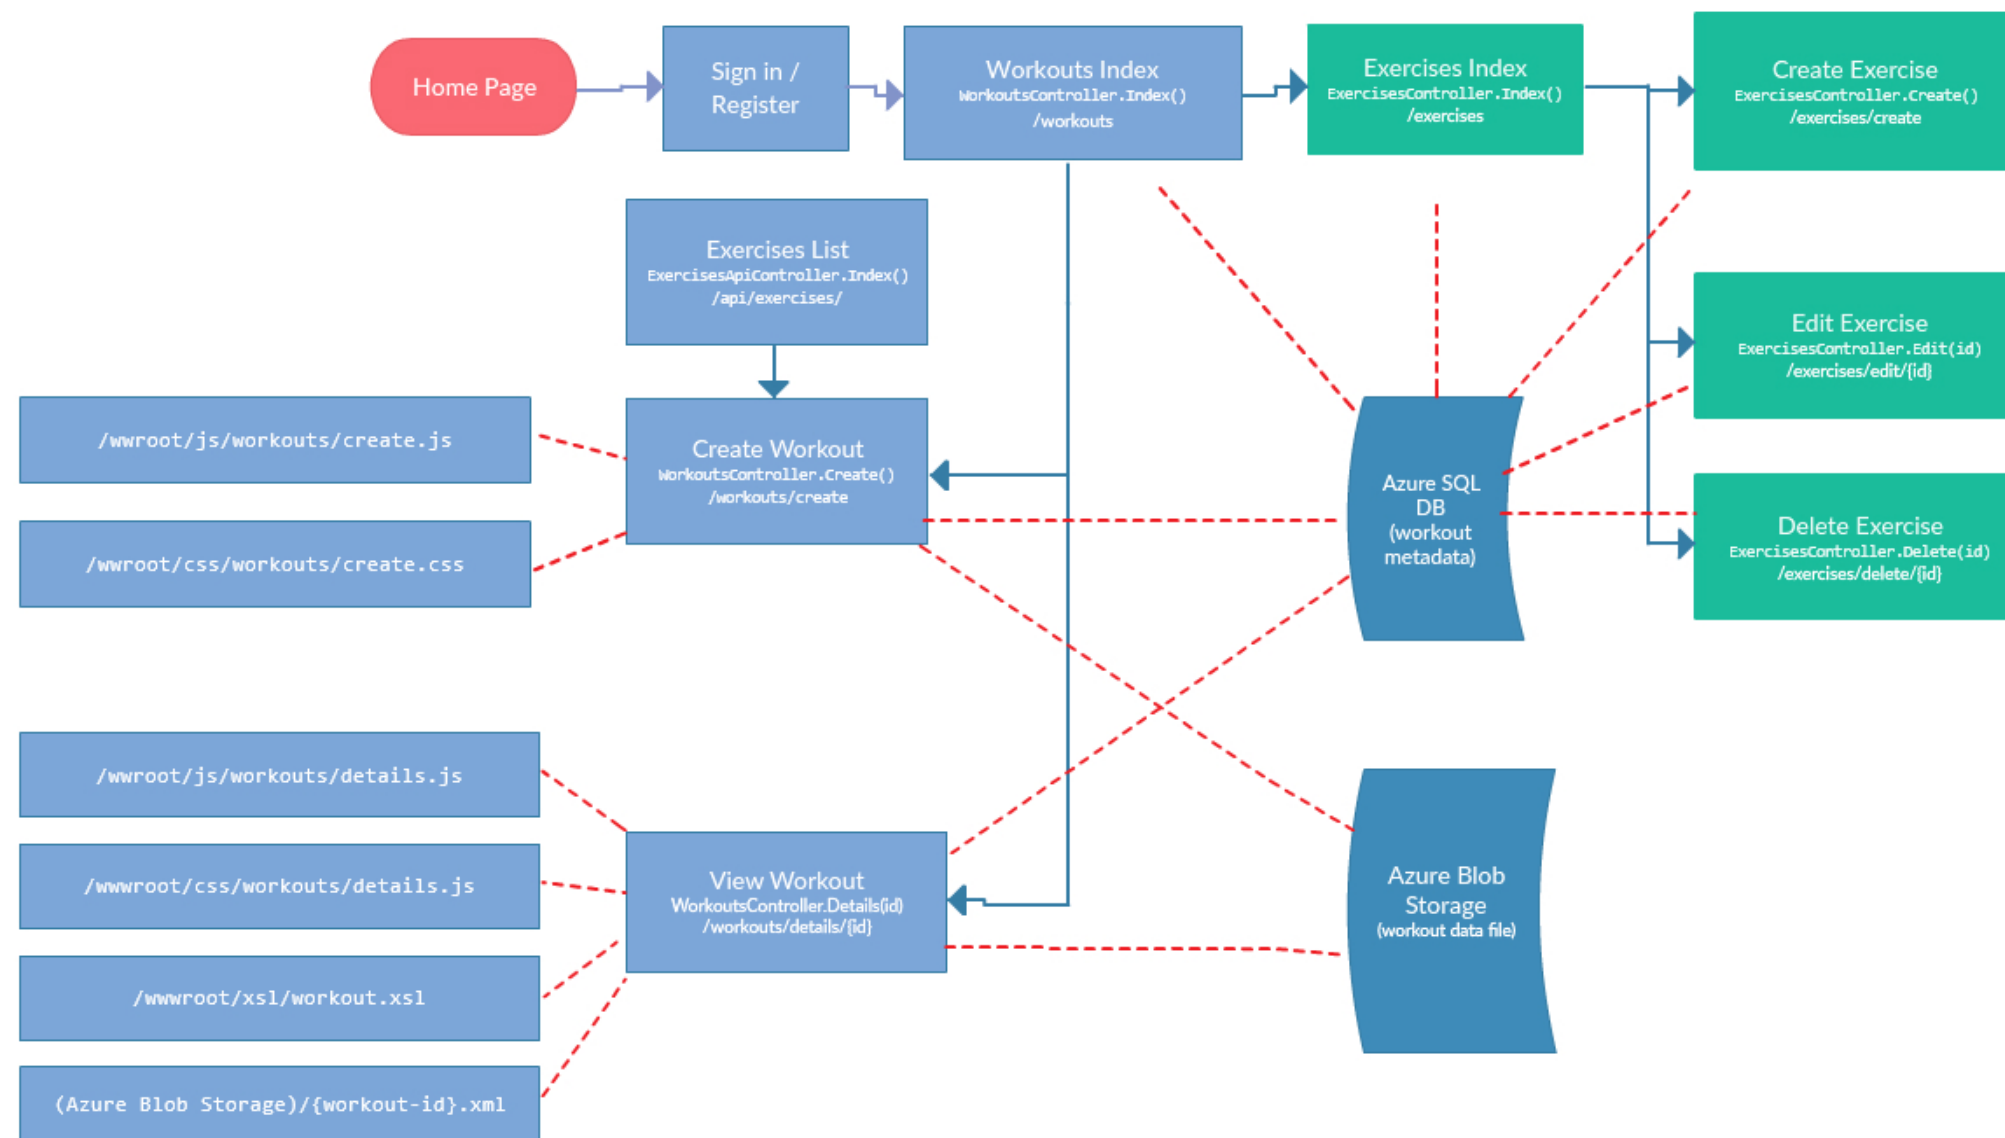 Home Page
Sign in /
Register
Workouts Index
WorkoutsController.Index()
/workouts
Exercises Index
ExercisesController.Index()
/exercises
Create Exercise
ExercisesController.Create()
/exercises/create
Exercises List
ExercisesApiController.Index()
/api/exercises/
Edit Exercise
ExercisesController.Edit(id)
/exercises/edit/{id}
/wwroot/js/workouts/create.js
Create Workout
WorkoutsController.Create()
/workouts/create
Azure SQL
DB
(workout
metadata)
Delete Exercise
ExercisesController.Delete(id)
/exercises/delete/{id}
/wwroot/css/workouts/create.css
/wwroot/js/workouts/details.js
/wwwroot/css/workouts/details.js
View Workout
WorkoutsController.Details(id)
/workouts/details/{id}
Azure Blob
Storage
(workout data file)
/wwwroot/xsl/workout.xsl
(Azure Blob Storage)/{workout-id}.xml